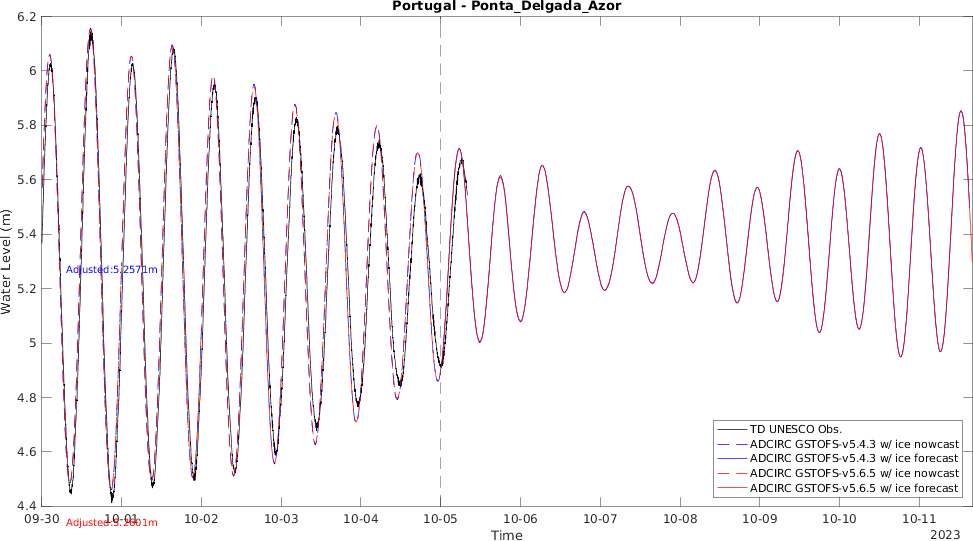 Portugal - Ponta_Delgada_Azor
6.2
6
5.8
5.6
5.4
5.2
5
4.8
4.6
4.4
Water Level (m)
Adjusted:5.2571m
TD UNESCO Obs.
ADCIRC GSTOFS-v5.4.3 w/ ice nowcast
ADCIRC GSTOFS-v5.4.3 w/ ice forecast
ADCIRC GSTOFS-v5.6.5 w/ ice nowcast
ADCIRC GSTOFS-v5.6.5 w/ ice forecast
09-30 10-01 10-02 10-03 10-04 10-05 10-06 10-07 10-08 10-09 10-10 10-11
Adjusted:5.2601m
Time
2023